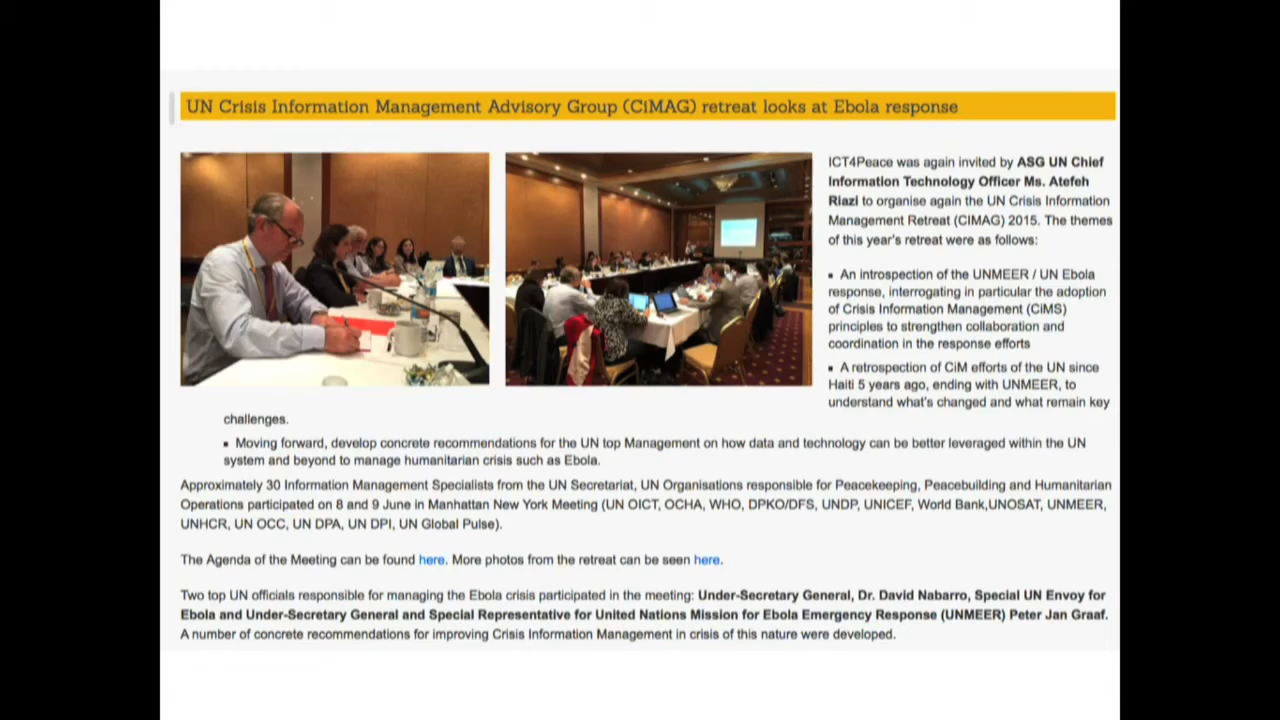 UN Crisis Information Management Advisory Group (CiMAG) retreat looks at Ebola response
ICT4Peace was again invited by ASG UN Chief
Information Technology Officer Ms. Atefeh
Riazi to organise again the UN Crisis Information
Management Retreat (CIMAG) 2015. The themes
of this year's retreat were as follows:
▪ An introspection of the UNMEER / UN Ebola
response, interrogating in particular the adoption
of Crisis Information Management (CiMS)
principles to strengthen collaboration and
coordination in the response efforts
▪ A retrospection of CiM efforts of the UN since
Haiti 5 years ago, ending with UNMEER, to
understand what's changed and what remain key
challenges.
▪ Moving forward, develop concrete recommendations for the UN top Management on how data and technology can be better leveraged within the UN
system and beyond to manage humanitarian crisis such as Ebola.
Approximately 30 Information Management Specialists from the UN Secretariat, UN Organisations responsible for Peacekeeping, Peacebuilding and Humanitarian
Operations participated on 8 and 9 June in Manhattan New York Meeting (UN OICT, OCHA, WHO, DPKO/DFS, UNDP, UNICEF, World Bank,UNOSAT, UNMEER,
UNHCR, UN OCC, UN DPA, UN DPI, UN Global Pulse).
The Agenda of the Meeting can be found here. More photos from the retreat can be seen here.
Two top UN officials responsible for managing the Ebola crisis participated in the meeting: Under-Secretary General, Dr. David Nabarro, Special UN Envoy for
Ebola and Under-Secretary General and Special Representative for United Nations Mission for Ebola Emergency Response (UNMEER) Peter Jan Graaf.
A number of concrete recommendations for improving Crisis Information Management in crisis of this nature were developed.